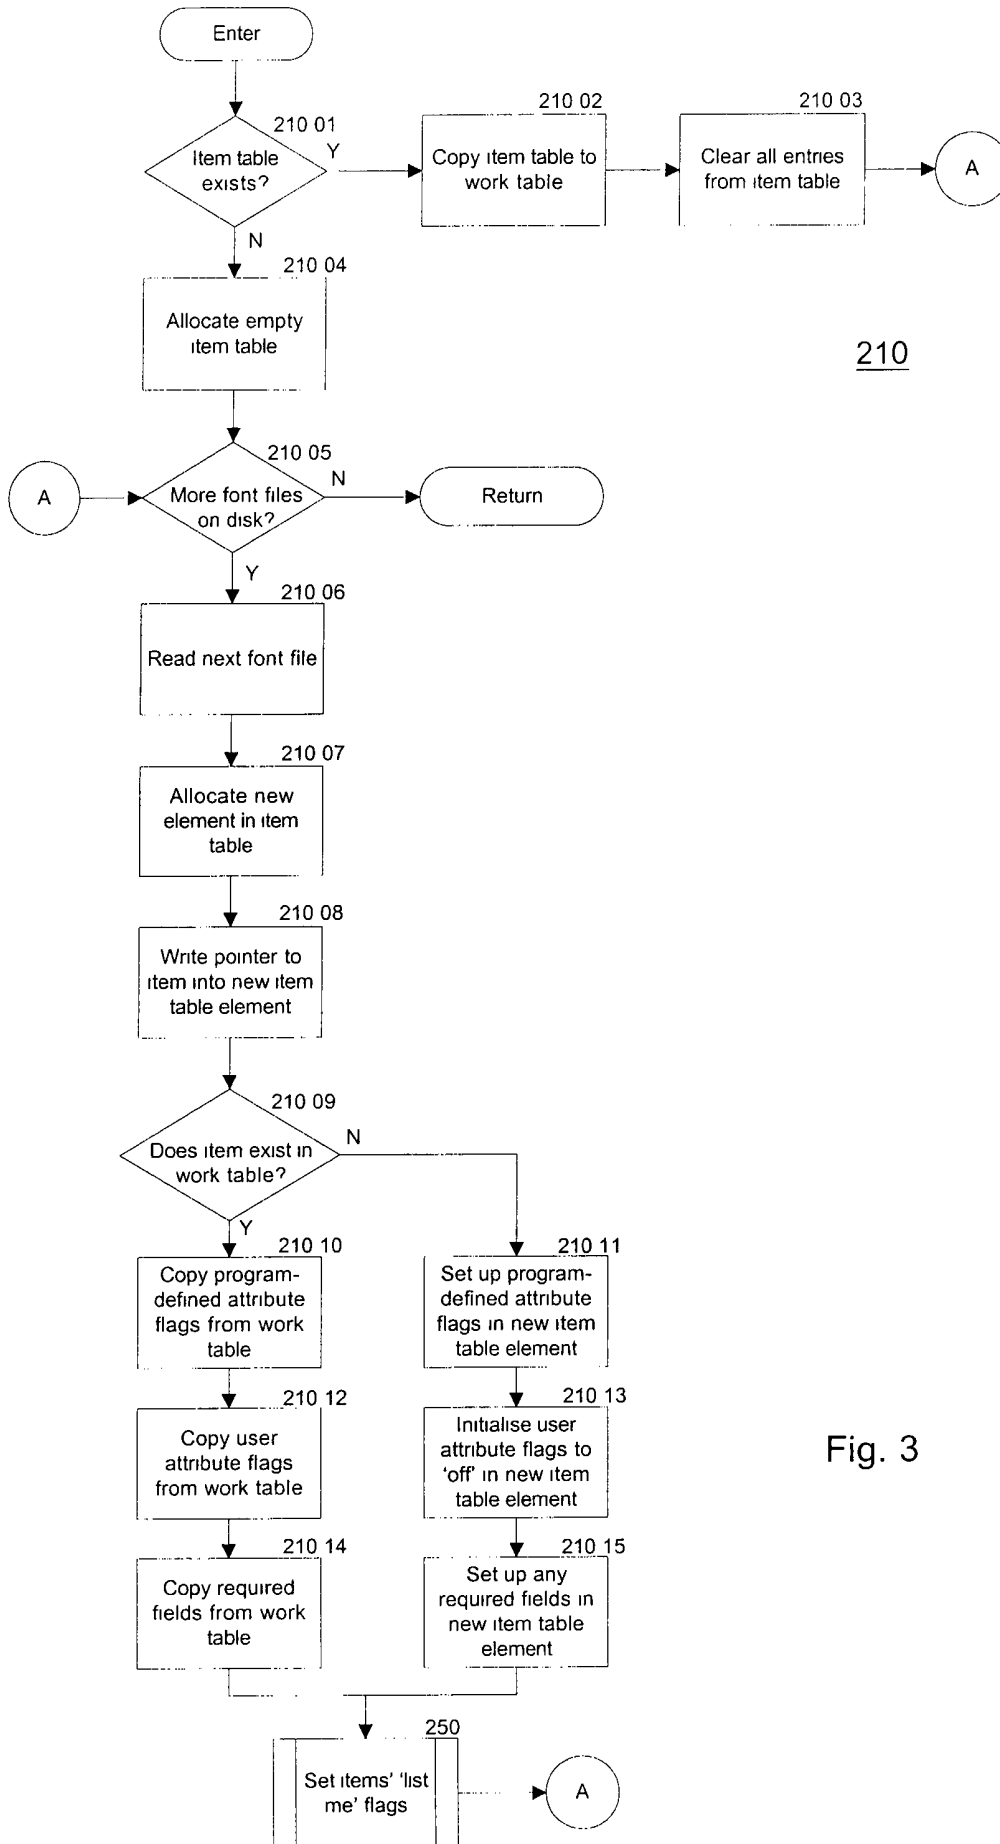 Enter
210 01
Item table
exists?
Y
210 02
Copy item table to
work table
210 03
Clear all entries
from item table
A
N
210 04
Allocate empty
item table
210
A
210 05
More font files
on disk?
N
Return
Y
210 06
Read next font file
210 07
Allocate new
element in item
table
210 08
Write pointer to
item into new item
table element
210 09
Does item exist in
work table?
N
Y
210 10
Copy program-
defined attribute
flags from work
table
210 11
Set up program-
defined attribute
flags in new item
table element
210 12
Copy user
attribute flags
from work table
210 13
Initialise user
attribute flags to
‘off’ in new item
table element
Fig. 3
210 14
Copy required
fields from work
table
210 15
Set up any
required fields in
new item table
element
250
Set items’ ‘list
me’ flags
A